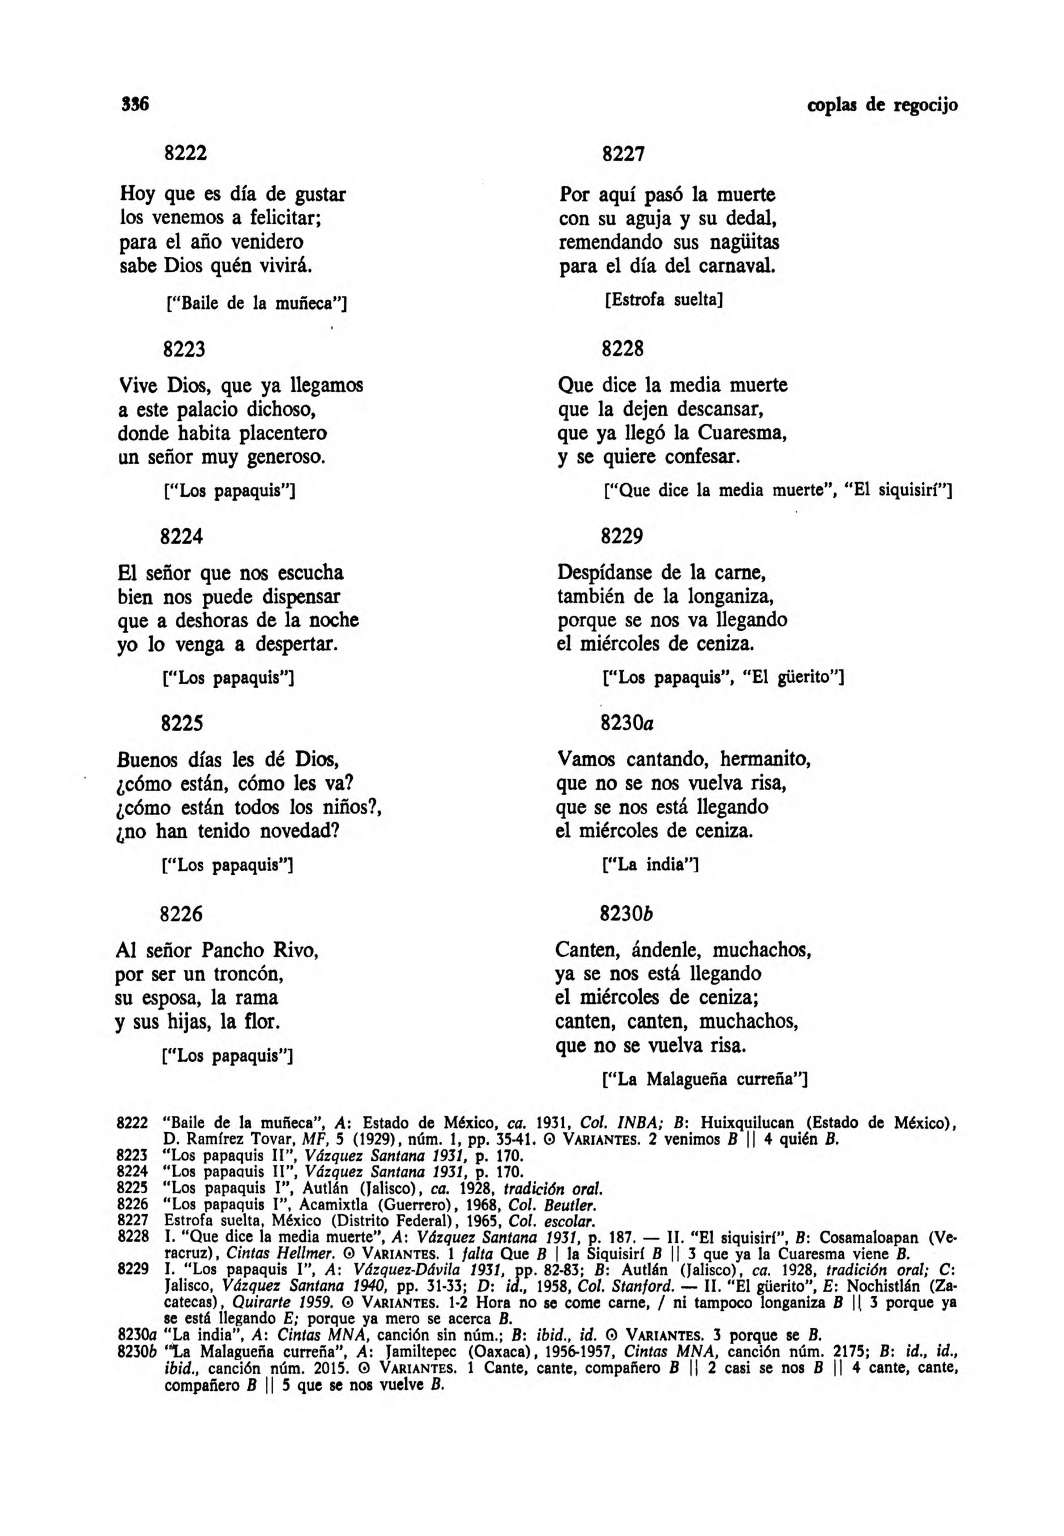 336 coplas de regocijo
8222
Hoy que es día de gustar
los venemos a felicitar;
para el año venidero
sabe Dios quén vivirá.
["Baile de la muñeca"]
8223
Vive Dios, que ya llegamos
a este palacio dichoso,
donde habita placentero
un señor muy generoso.
["Los papaquis"]
8224
El señor que nos escucha
bien nos puede dispensar
que a deshoras de la noche
yo lo venga a despertar.
["Los papaquis"]
8225
Buenos días les dé Dios,
¿cómo están, cómo les va?
¿cómo están todos los niños?,
¿no han tenido novedad?
["Los papaquis"]
8226
Al señor Pancho Rivo,
por ser un troncón,
su esposa, la rama
y sus hijas, la flor.
["Los papaquis"]
8227
Por aquí pasó la muerte
con su aguja y su dedal,
remendando sus nagüitas
para el día del carnaval.
[Estrofa suelta]
8228
Que dice la media muerte
que la dejen descansar,
que ya llegó la Cuaresma,
y se quiere confesar.
["Que dice la media muerte", "El siquisirí"]
8229
Despídanse de la carne,
también de la longaniza,
porque se nos va llegando
el miércoles de ceniza.
["Los papaquis", "El güerito"]
8230a
Vamos cantando, hermanito,
que no se nos vuelva risa,
que se nos está llegando
el miércoles de ceniza.
["La india"]
8230b
Canten, ándenle, muchachos,
ya se nos está llegando
el miércoles de ceniza;
canten, canten, muchachos,
que no se vuelva risa.
["La Malagueña curreña"]
8222 "Baile de la muñeca", A: Estado de México, ca. 1931, Col. INBA; B: Huixquilucan (Estado de México),
D. Ramírez Tovar, MF, 5 (1929), núm. 1, pp. 35-41. ⊙ VARIANTES. 2 venimos B || 4 quién B.
8223 "Los papaquis II", Vázquez Santana 1931, p. 170.
8224 "Los papaquis II", Vázquez Santana 1931, p. 170.
8225 "Los papaquis I", Autlán (Jalisco), ca. 1928, tradición oral.
8226 "Los papaquis I", Acamixtla (Guerrero), 1968, Col. Beutler.
8227 Estrofa suelta, México (Distrito Federal), 1965, Col. escolar.
8228 I. "Que dice la media muerte", A: Vázquez Santana 1931, p. 187. — II. "El siquisirí", B: Cosamaloapan (Ve-
racruz), Cintas Hellmer. ⊙ VARIANTES. 1 falta Que B | la Siquisirí B || 3 que ya la Cuaresma viene B.
8229 I. "Los papaquis I", A: Vázquez-Dávila 1931, pp. 82-83; B: Autlán (Jalisco), ca. 1928, tradición oral; C:
Jalisco, Vázquez Santana 1940, pp. 31-33; D: id., 1958, Col. Stanford. — II. "El güerito", E: Nochistlán (Za-
catecas), Quirarte 1959. ⊙ VARIANTES. 1-2 Hora no se come carne, / ni tampoco longaniza B || 3 porque ya
se está llegando E; porque ya mero se acerca B.
8230a "La india", A: Cintas MNA, canción sin núm.; B: ibid., id. ⊙ VARIANTES. 3 porque se B.
8230b "La Malagueña curreña", A: Jamiltepec (Oaxaca), 1956-1957, Cintas MNA, canción núm. 2175; B: id., id.,
ibid., canción núm. 2015. ⊙ VARIANTES. 1 Cante, cante, compañero B || 2 casi se nos B || 4 cante, cante,
compañero B || 5 que se nos vuelve B.